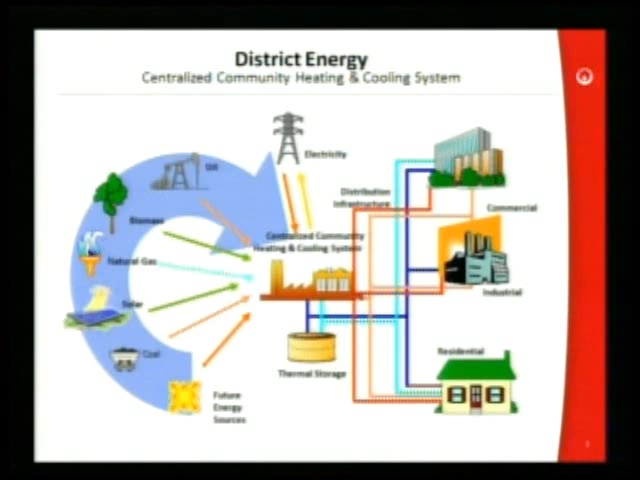 District Energy
Centralized Community Heating & Cooling System
Electricity
Oil
Distribution
Infrastructure
Biomass
Commercial
Centralized Community
Heating & Cooling System
Natural Gas
Industrial
Solar
Coal
Residential
Thermal Storage
Future
Energy
Sources